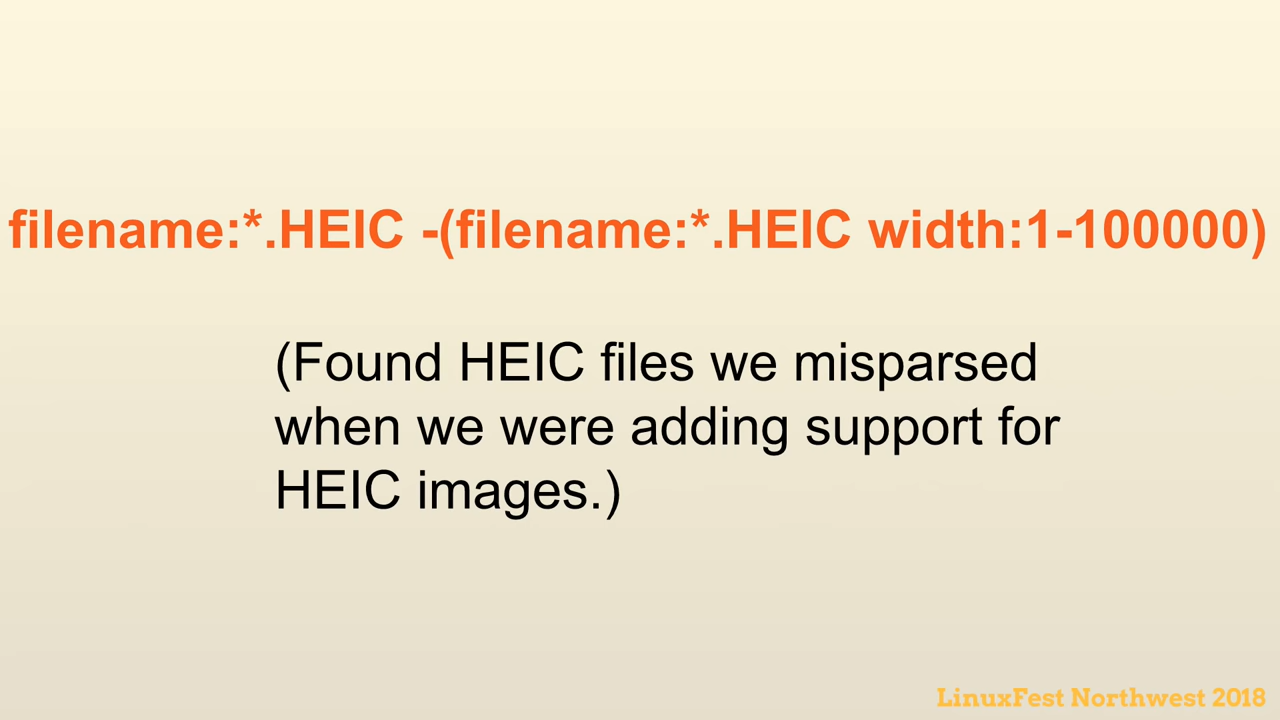 filename:*.HEIC -(filename:*.HEIC width:1-100000)
(Found HEIC files we misparsed
when we were adding support for
HEIC images.)
LinuxFest Northwest 2018